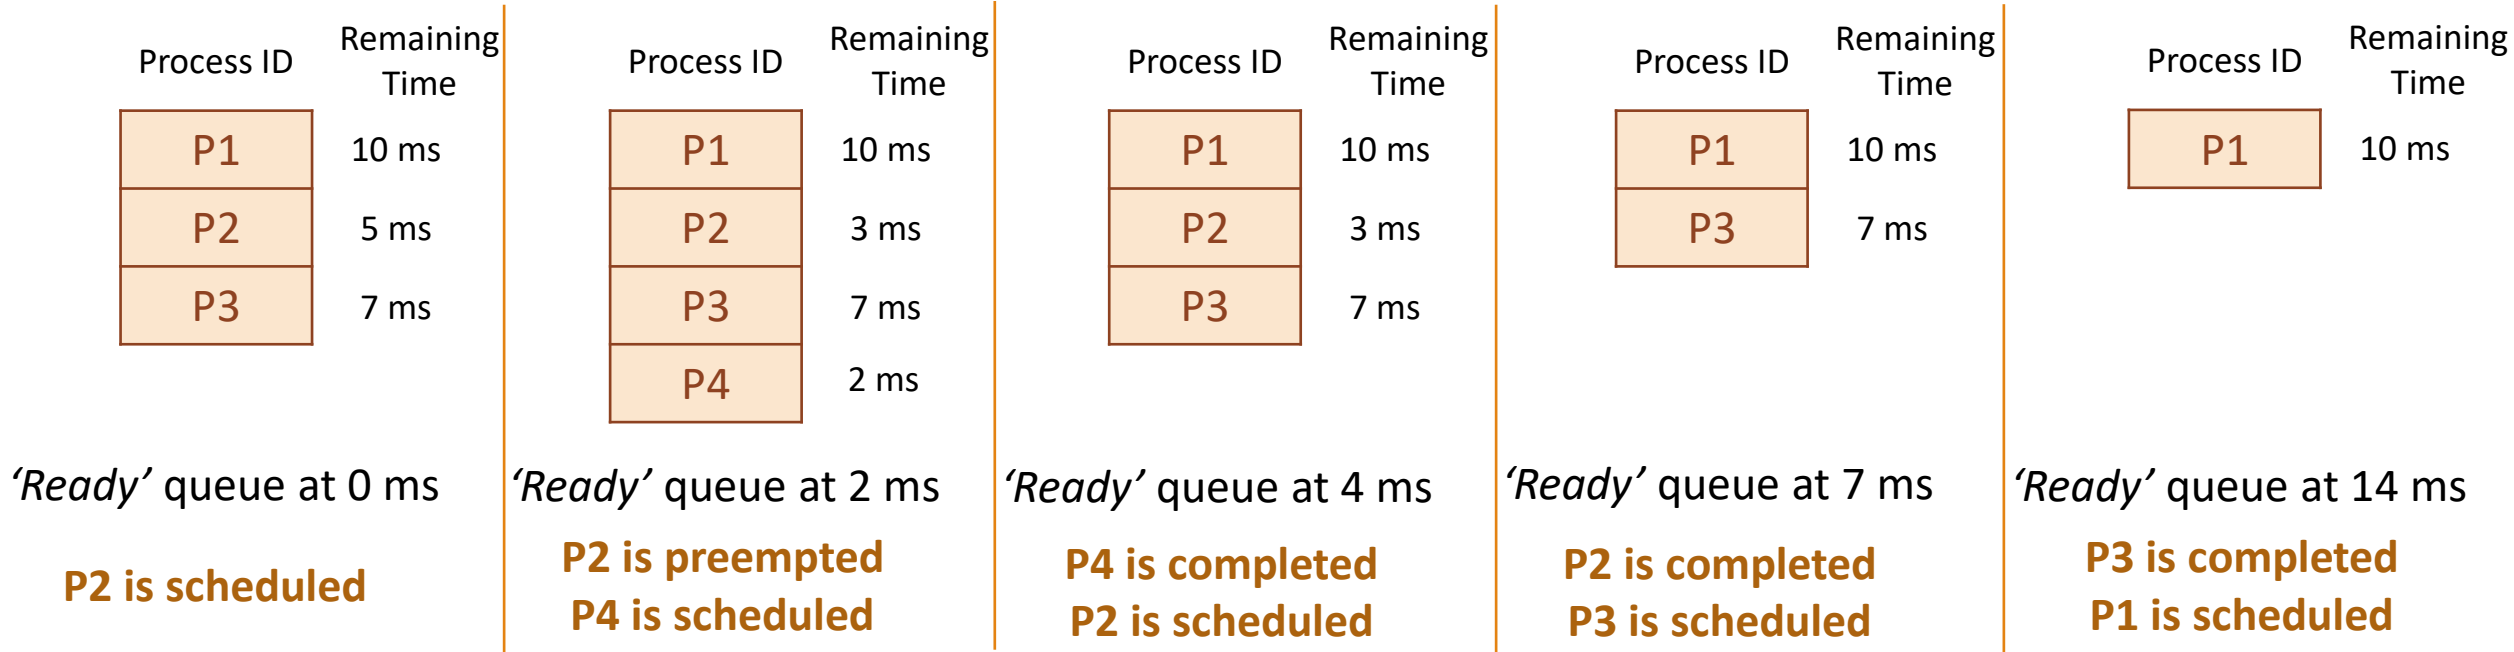 Process ID
Remaining
Time
P1 10 ms
P2 5 ms
P3 7 ms
‘Ready’ queue at 0 ms
P2 is scheduled
Process ID
Remaining
Time
P1 10 ms
P2 3 ms
P3 7 ms
P4 2 ms
‘Ready’ queue at 2 ms
P2 is preempted
P4 is scheduled
Process ID
Remaining
Time
P1 10 ms
P2 3 ms
P3 7 ms
‘Ready’ queue at 4 ms
P4 is completed
P2 is scheduled
Process ID
Remaining
Time
P1 10 ms
P3 7 ms
‘Ready’ queue at 7 ms
P2 is completed
P3 is scheduled
Process ID
Remaining
Time
P1 10 ms
‘Ready’ queue at 14 ms
P3 is completed
P1 is scheduled